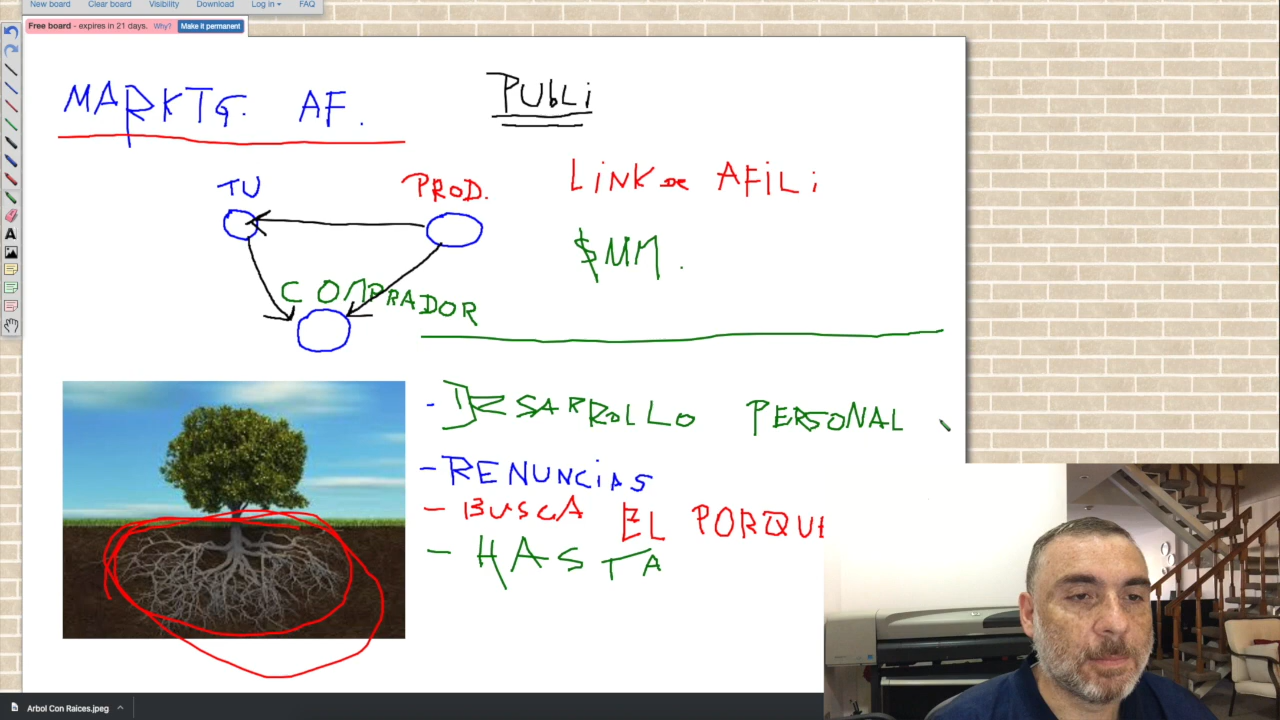 New board Clear board Visibility Download Log in FAQ
Free board - expires in 21 days. Why? Make it permanent
MARKTG. AF.
PUBLI
TU
PROD.
LINK DE AFILI
$MM.
COMPRADOR
- DESARROLLO PERSONAL
- RENUNCIAS
- BUSCA EL PORQUE
- HASTA
A
Arbol Con Raices.jpeg